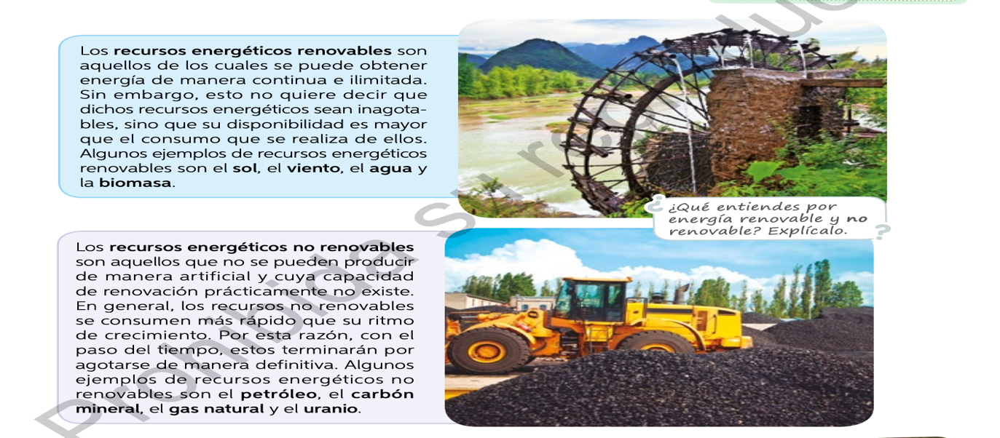 Los recursos energéticos renovables son
aquellos de los cuales se puede obtener
energía de manera continua e ilimitada.
Sin embargo, esto no quiere decir que
dichos recursos energéticos sean inagota-
bles, sino que su disponibilidad es mayor
que el consumo que se realiza de ellos.
Algunos ejemplos de recursos energéticos
renovables son el sol, el viento, el agua y
la biomasa.
¿Qué entiendes por
energía renovable y no
renovable? Explícalo.
Los recursos energéticos no renovables
son aquellos que no se pueden producir
de manera artificial y cuya capacidad
de renovación prácticamente no existe.
En general, los recursos no renovables
se consumen más rápido que su ritmo
de crecimiento. Por esta razón, con el
paso del tiempo, estos terminarán por
agotarse de manera definitiva. Algunos
ejemplos de recursos energéticos no
renovables son el petróleo, el carbón
mineral, el gas natural y el uranio.
Prohibida su